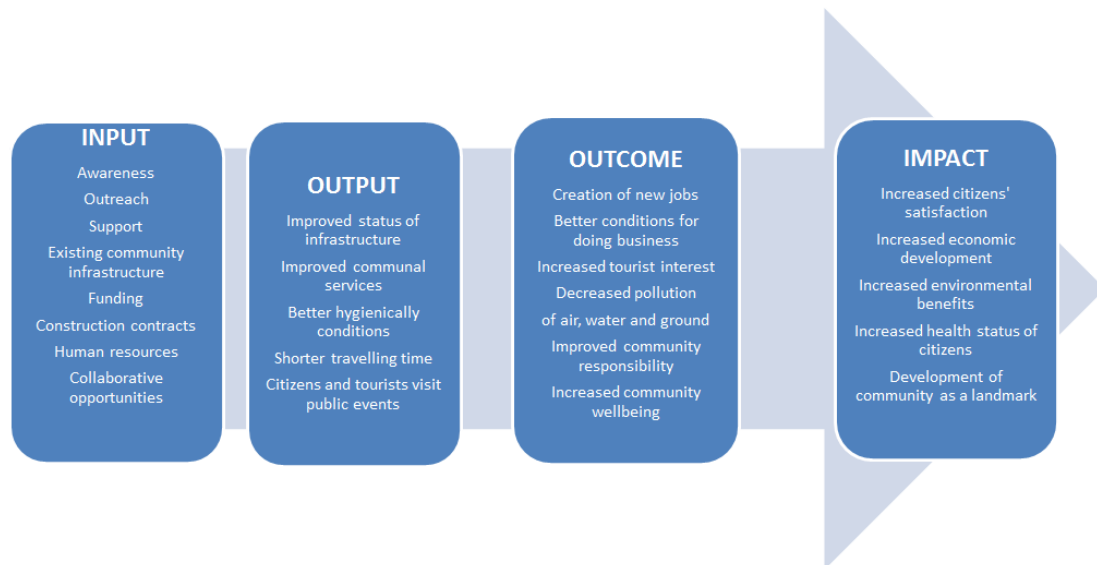 INPUT
Awareness
Outreach
Support
Existing community
infrastructure
Funding
Construction contracts
Human resources
Collaborative
opportunities
OUTPUT
Improved status of
infrastructure
Improved communal
services
Better hygienically
conditions
Shorter travelling time
Citizens and tourists visit
public events
OUTCOME
Creation of new jobs
Better conditions for
doing business
Increased tourist interest
Decreased pollution
of air, water and ground
Improved community
responsibility
Increased community
wellbeing
IMPACT
Increased citizens'
satisfaction
Increased economic
development
Increased environmental
benefits
Increased health status of
citizens
Development of
community as a landmark